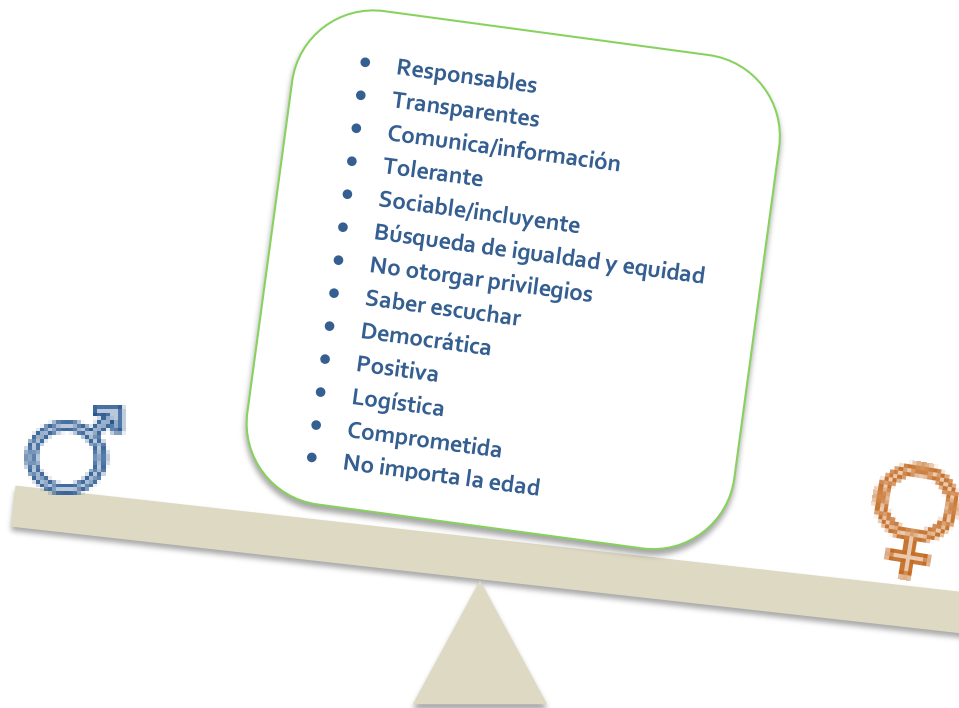 • Responsables
• Transparentes
• Comunica/información
• Tolerante
• Sociable/incluyente
• Búsqueda de igualdad y equidad
• No otorgar privilegios
• Saber escuchar
• Democrática
• Positiva
• Logística
• Comprometida
• No importa la edad